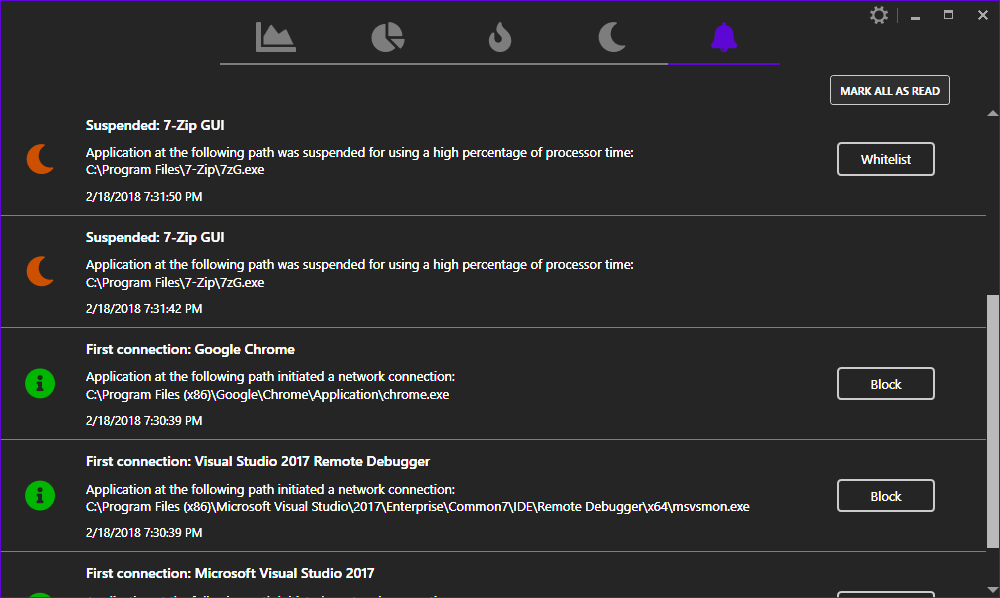 MARK ALL AS READ
Suspended: 7-Zip GUI
Application at the following path was suspended for using a high percentage of processor time:
C:\Program Files\7-Zip\7zG.exe
2/18/2018 7:31:50 PM
Whitelist
Suspended: 7-Zip GUI
Application at the following path was suspended for using a high percentage of processor time:
C:\Program Files\7-Zip\7zG.exe
2/18/2018 7:31:42 PM
First connection: Google Chrome
Application at the following path initiated a network connection:
C:\Program Files (x86)\Google\Chrome\Application\chrome.exe
2/18/2018 7:30:39 PM
Block
First connection: Visual Studio 2017 Remote Debugger
Application at the following path initiated a network connection:
C:\Program Files (x86)\Microsoft Visual Studio\2017\Enterprise\Common7\IDE\Remote Debugger\x64\msvsmon.exe
2/18/2018 7:30:39 PM
Block
First connection: Microsoft Visual Studio 2017